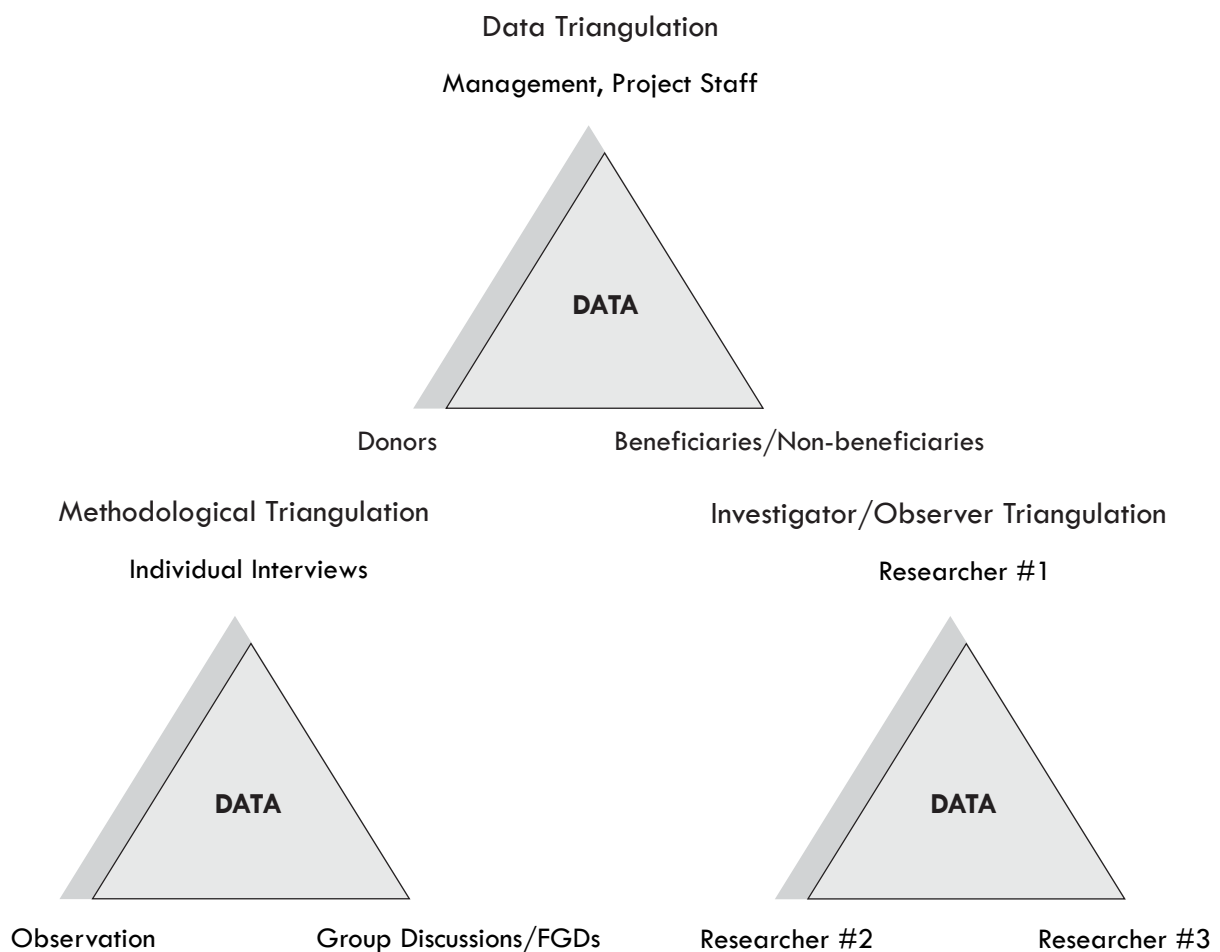 Data Triangulation
Management, Project Staff
DATA
Donors
Beneficiaries/Non-beneficiaries
Methodological Triangulation
Individual Interviews
DATA
Observation
Group Discussions/FGDs
Investigator/Observer Triangulation
Researcher #1
DATA
Researcher #2
Researcher #3